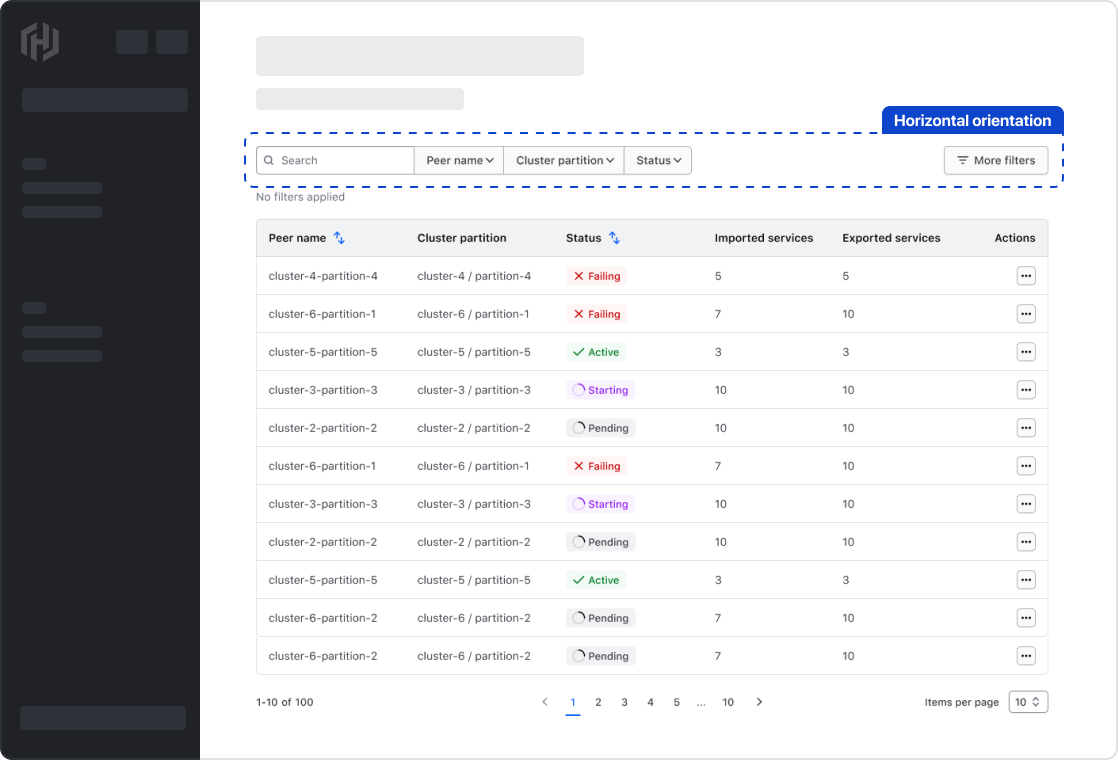 Horizontal orientation
Search Peer name Cluster partition Status More filters
No filters applied
Peer name Cluster partition Status Imported services Exported services Actions
cluster-4-partition-4 cluster-4 / partition-4 Failing 5 5
cluster-6-partition-1 cluster-6 / partition-1 Failing 7 10
cluster-5-partition-5 cluster-5 / partition-5 Active 3 3
cluster-3-partition-3 cluster-3 / partition-3 Starting 10 10
cluster-2-partition-2 cluster-2 / partition-2 Pending 10 10
cluster-6-partition-1 cluster-6 / partition-1 Failing 7 10
cluster-3-partition-3 cluster-3 / partition-3 Starting 10 10
cluster-2-partition-2 cluster-2 / partition-2 Pending 10 10
cluster-5-partition-5 cluster-5 / partition-5 Active 3 3
cluster-6-partition-2 cluster-6 / partition-2 Pending 7 10
cluster-6-partition-2 cluster-6 / partition-2 Pending 7 10
1-10 of 100 1 2 3 4 5 ... 10 Items per page 10